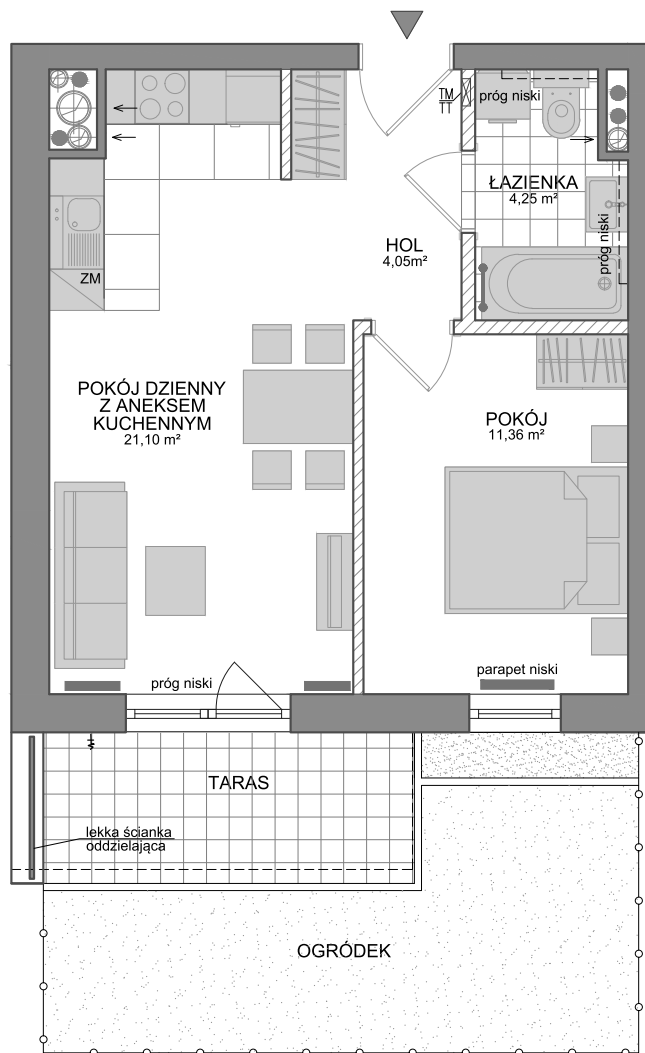 TM
TT
próg niski
ŁAZIENKA
4,25 m²
próg niski
HOL
4,05m²
ZM
POKÓJ DZIENNY
Z ANEKSEM
KUCHENNYM
21,10 m²
POKÓJ
11,36 m²
próg niski
parapet niski
TARAS
lekka ścianka
oddzielająca
OGRÓDEK